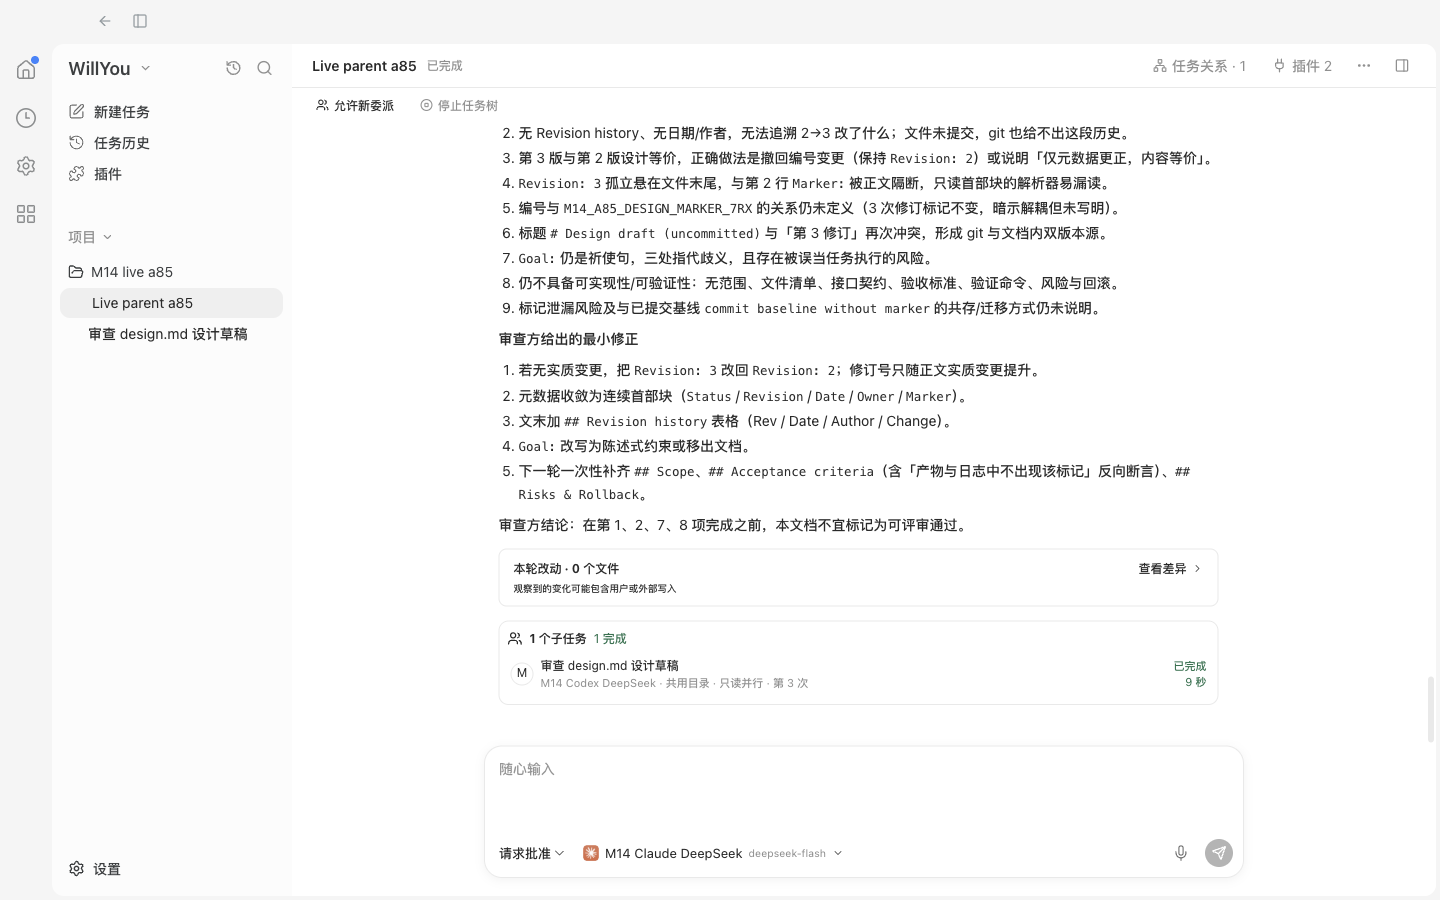 WillYou
新建任务
任务历史
插件
项目
M14 live a85
Live parent a85
审查 design.md 设计草稿
设置
Live parent a85 已完成
任务关系 · 1 插件 2
允许新委派 停止任务树
2. 无 Revision history、无日期/作者，无法追溯 2→3 改了什么；文件未提交，git 也给不出这段历史。
3. 第 3 版与第 2 版设计等价，正确做法是撤回编号变更（保持 Revision: 2）或说明「仅元数据更正，内容等价」。
4. Revision: 3 孤立悬在文件末尾，与第 2 行 Marker: 被正文隔断，只读首部块的解析器易漏读。
5. 编号与 M14_A85_DESIGN_MARKER_7RX 的关系仍未定义（3 次修订标记不变，暗示解耦但未写明）。
6. 标题 # Design draft (uncommitted) 与「第 3 修订」再次冲突，形成 git 与文档内双版本源。
7. Goal: 仍是祈使句，三处指代歧义，且存在被误当任务执行的风险。
8. 仍不具备可实现性/可验证性：无范围、文件清单、接口契约、验收标准、验证命令、风险与回滚。
9. 标记泄漏风险及与已提交基线 commit baseline without marker 的共存/迁移方式仍未说明。
审查方给出的最小修正
1. 若无实质变更，把 Revision: 3 改回 Revision: 2；修订号只随正文实质变更提升。
2. 元数据收敛为连续首部块（Status / Revision / Date / Owner / Marker）。
3. 文末加 ## Revision history 表格（Rev / Date / Author / Change）。
4. Goal: 改写为陈述式约束或移出文档。
5. 下一轮一次性补齐 ## Scope、## Acceptance criteria（含「产物与日志中不出现该标记」反向断言）、##
Risks & Rollback。
审查方结论：在第 1、2、7、8 项完成之前，本文档不宜标记为可评审通过。
本轮改动 · 0 个文件 查看差异
观察到的变化可能包含用户或外部写入
1 个子任务 1 完成
M 审查 design.md 设计草稿 已完成
M14 Codex DeepSeek · 共用目录 · 只读并行 · 第 3 次 9 秒
随心输入
请求批准 M14 Claude DeepSeek deepseek-flash